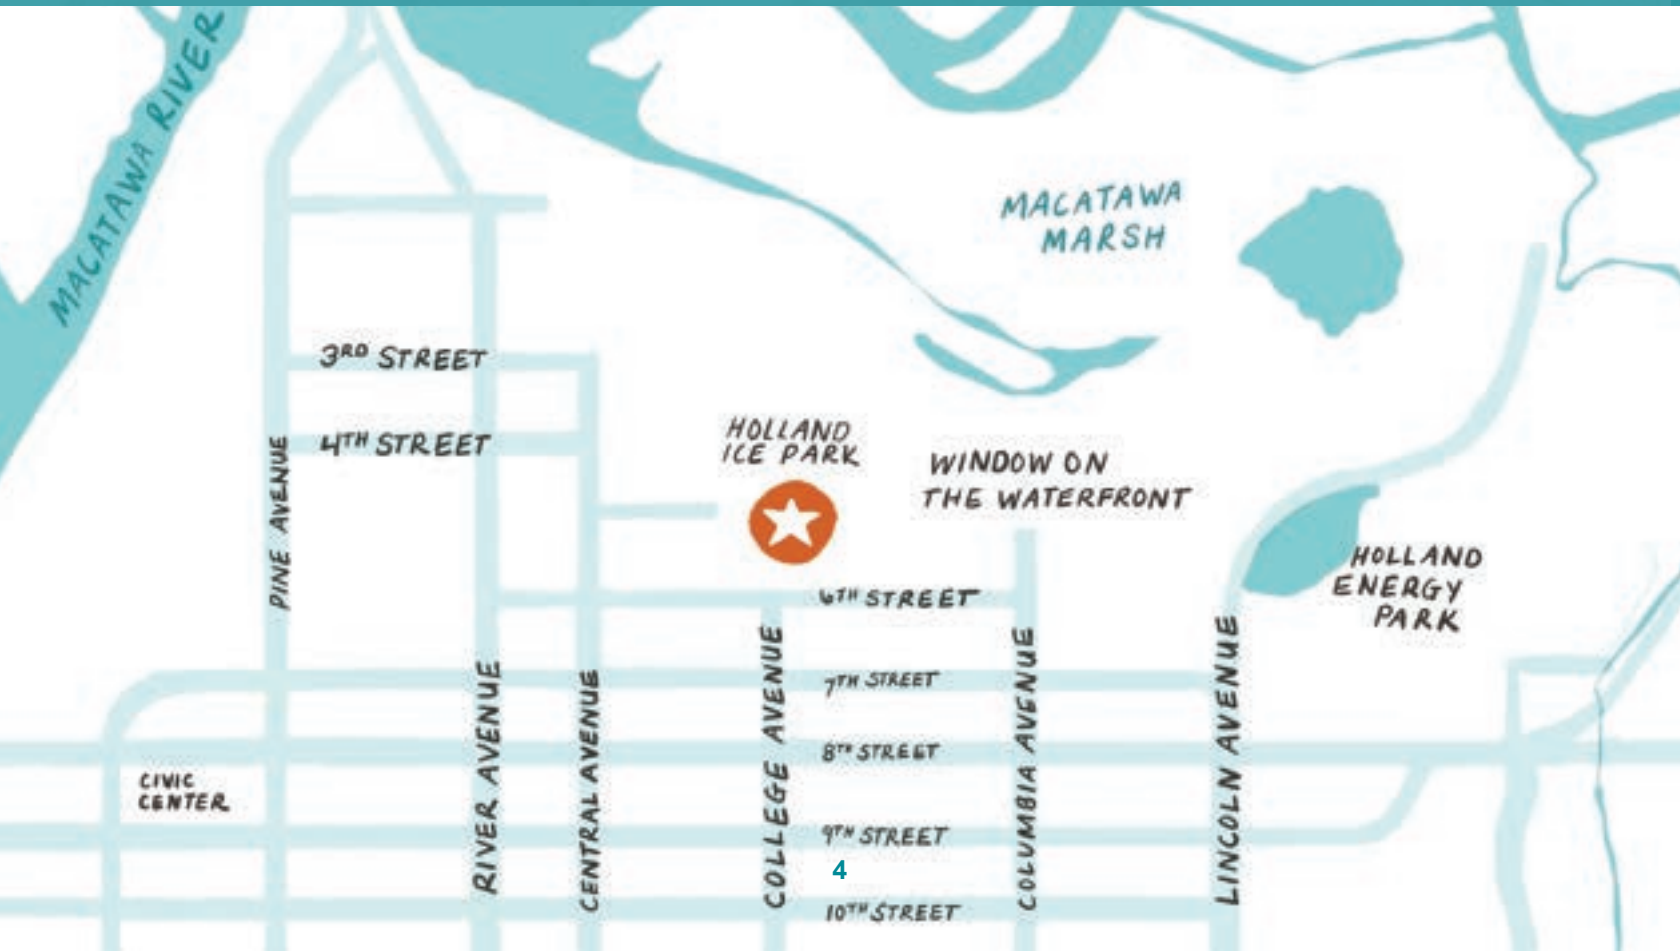 MACATAWA RIVER
MACATAWA
MARSH
3RD STREET
4TH STREET
HOLLAND
ICE PARK
WINDOW ON
THE WATERFRONT
PINE AVENUE
HOLLAND
ENERGY
PARK
6TH STREET
7TH STREET
8TH STREET
CIVIC
CENTER
RIVER AVENUE
CENTRAL AVENUE
COLLEGE AVENUE
COLUMBIA AVENUE
LINCOLN AVENUE
9TH STREET
4
10TH STREET